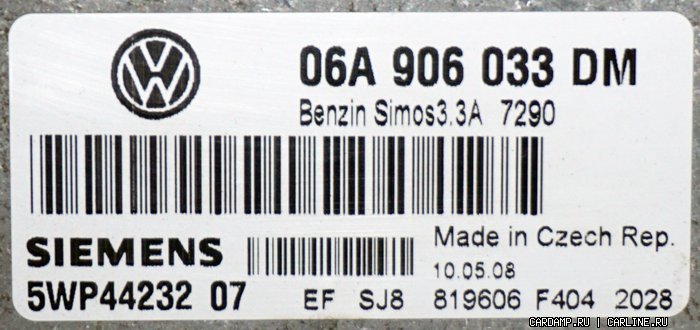 VW
06A 906 033 DM
Benzin Simos3.3A 7290
SIEMENS
Made in Czech Rep.
10.05.08
5WP44232 07
EF SJ8 819606 F404 2028
CARDAMP.RU | CARLINE.RU